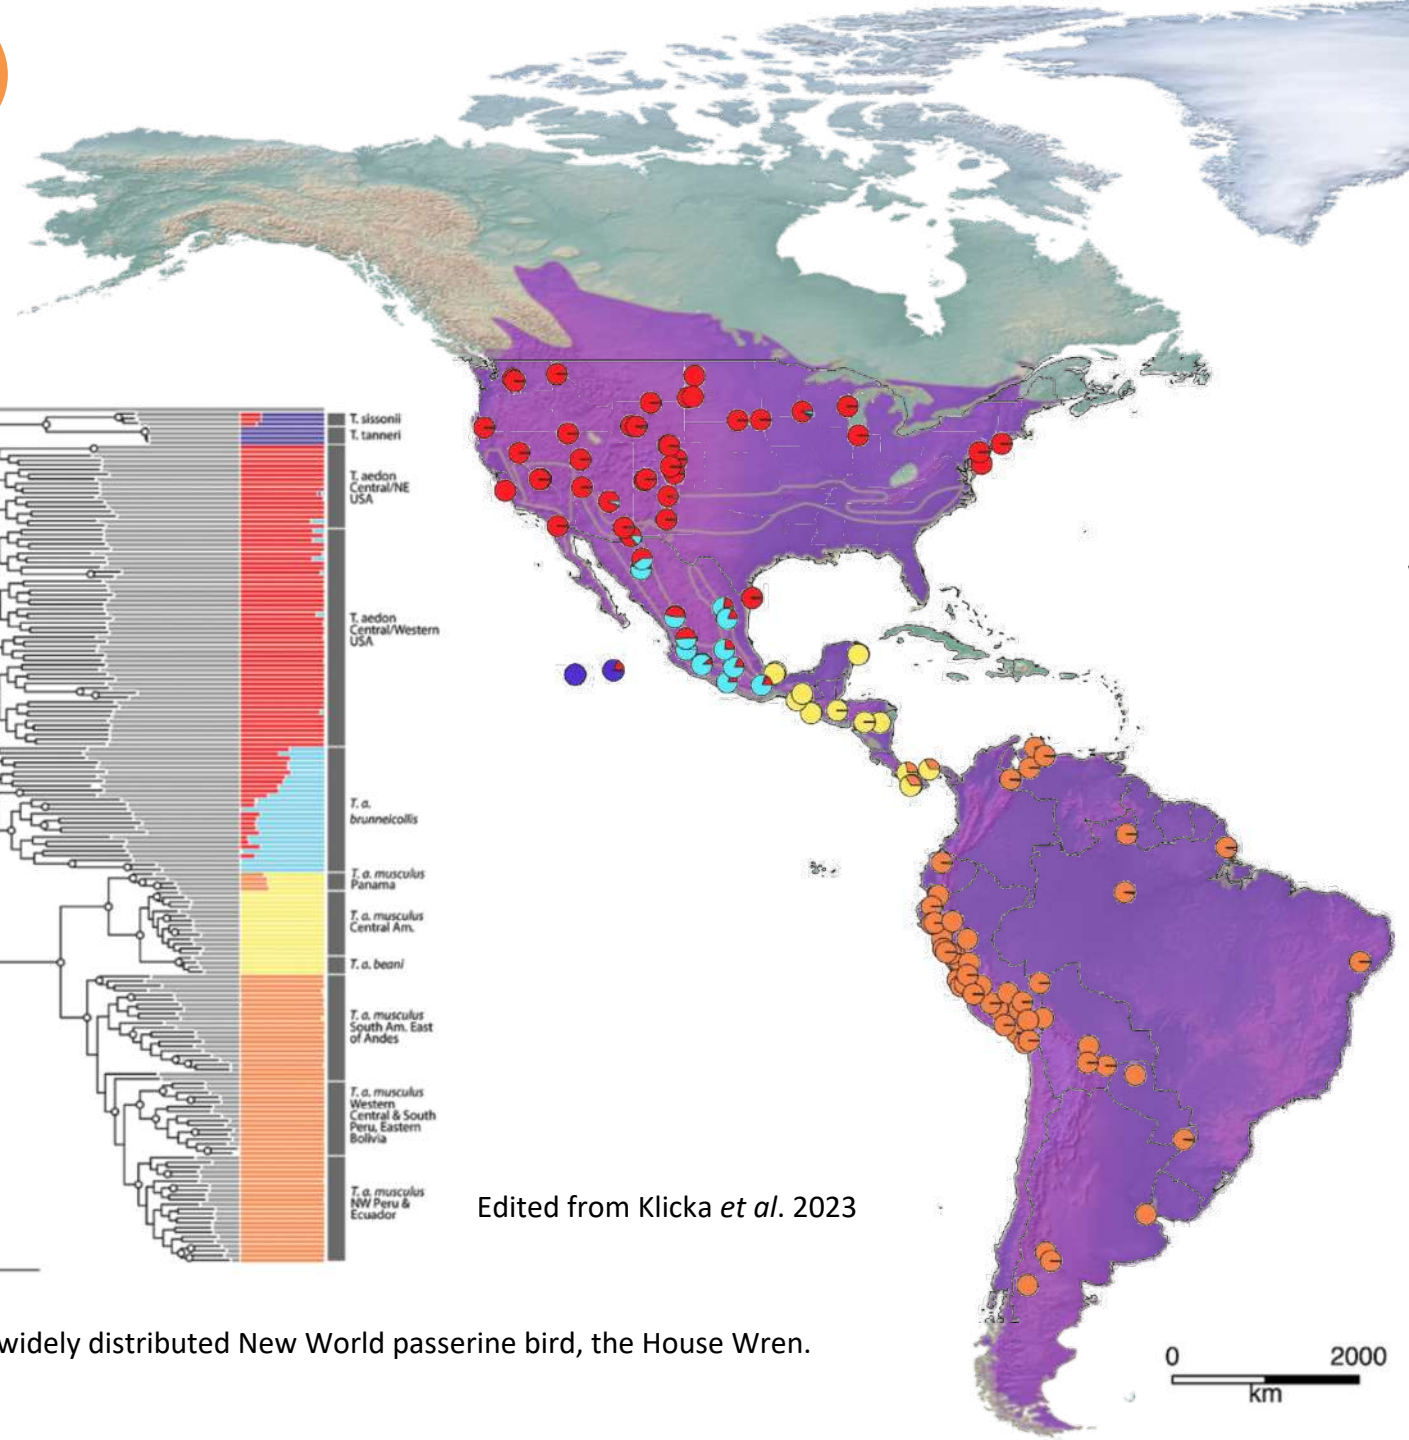 T. sissonii
T. tanneri
T. aedon
Central/NE
USA
T. aedon
Central/Western
USA
T. a.
brunneicollis
T. a. musculus
Panama
T. a. musculus
Central Am.
T. a. beani
T. a. musculus
South Am. East
of Andes
T. a. musculus
Western
Central & South
Peru, Eastern
Bolivia
T. a. musculus
NW Peru &
Ecuador
Edited from Klicka et al. 2023
widely distributed New World passerine bird, the House Wren.
0 2000
km